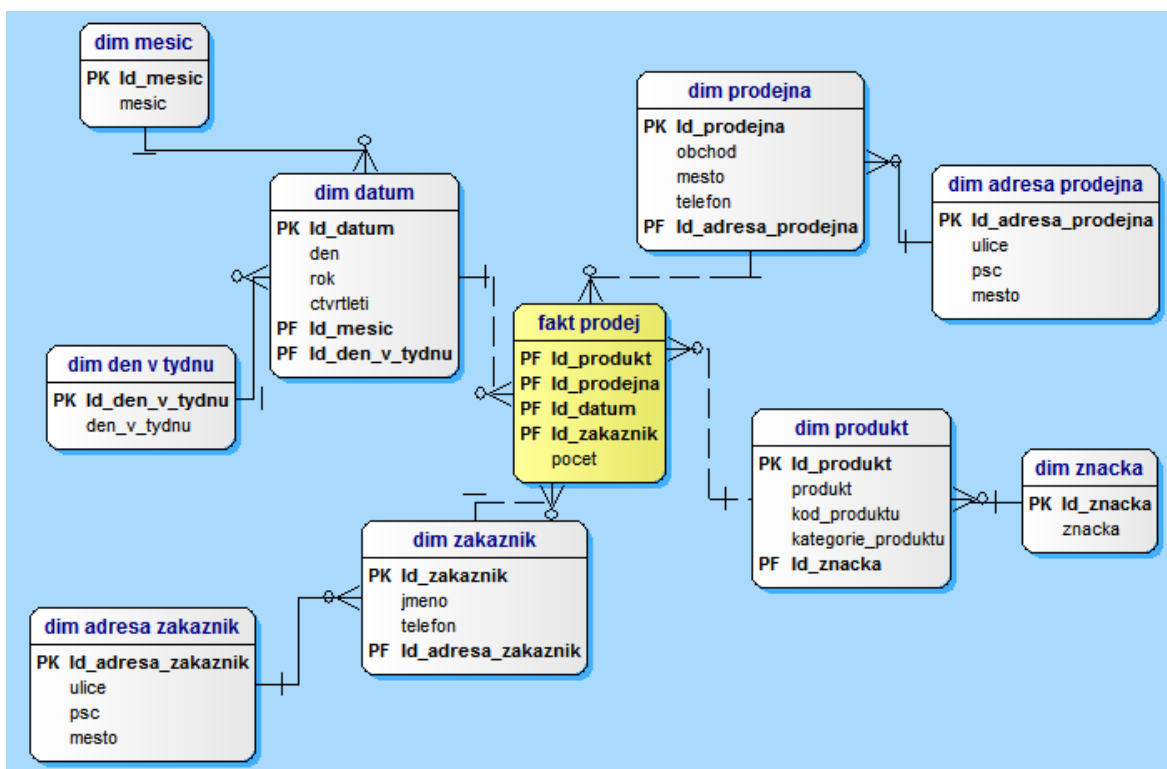 dim mesic
PK Id_mesic
mesic
dim prodejna
PK Id_prodejna
obchod
mesto
telefon
PF Id_adresa_prodejna
dim adresa prodejna
PK Id_adresa_prodejna
ulice
psc
mesto
dim datum
PK Id_datum
den
rok
ctvrtleti
PF Id_mesic
PF Id_den_v_tydnu
dim den v tydnu
PK Id_den_v_tydnu
den_v_tydnu
fakt prodej
PF Id_produkt
PF Id_prodejna
PF Id_datum
PF Id_zakaznik
pocet
dim produkt
PK Id_produkt
produkt
kod_produktu
kategorie_produktu
PF Id_znacka
dim znacka
PK Id_znacka
znacka
dim zakaznik
PK Id_zakaznik
jmeno
telefon
PF Id_adresa_zakaznik
dim adresa zakaznik
PK Id_adresa_zakaznik
ulice
psc
mesto